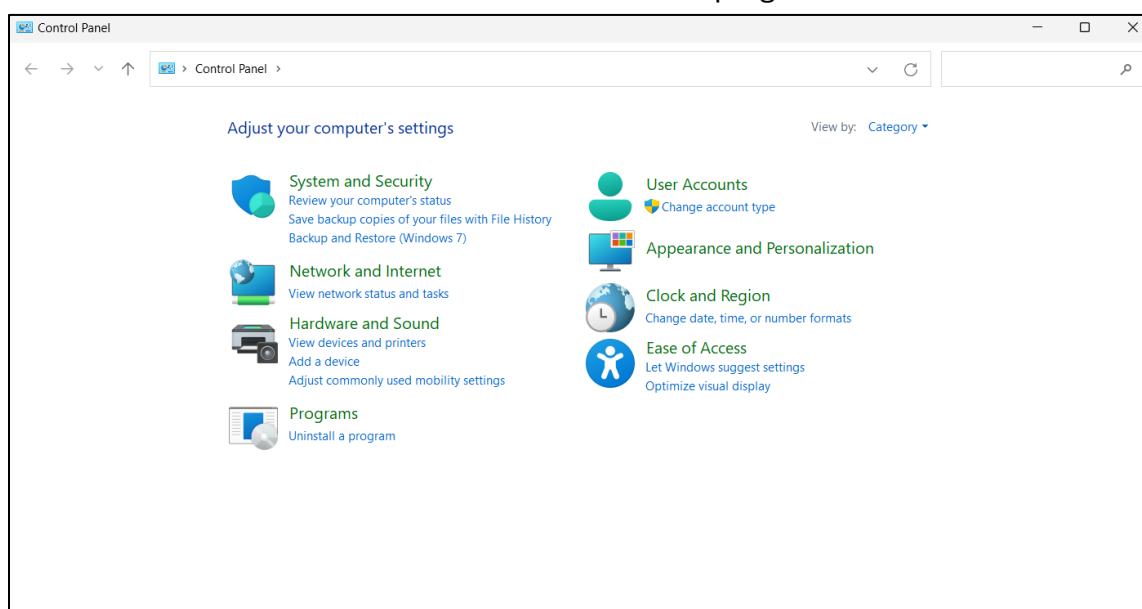 Control Panel
Control Panel
Adjust your computer's settings
View by: Category
System and Security
Review your computer's status
Save backup copies of your files with File History
Backup and Restore (Windows 7)
Network and Internet
View network status and tasks
Hardware and Sound
View devices and printers
Add a device
Adjust commonly used mobility settings
Programs
Uninstall a program
User Accounts
Change account type
Appearance and Personalization
Clock and Region
Change date, time, or number formats
Ease of Access
Let Windows suggest settings
Optimize visual display